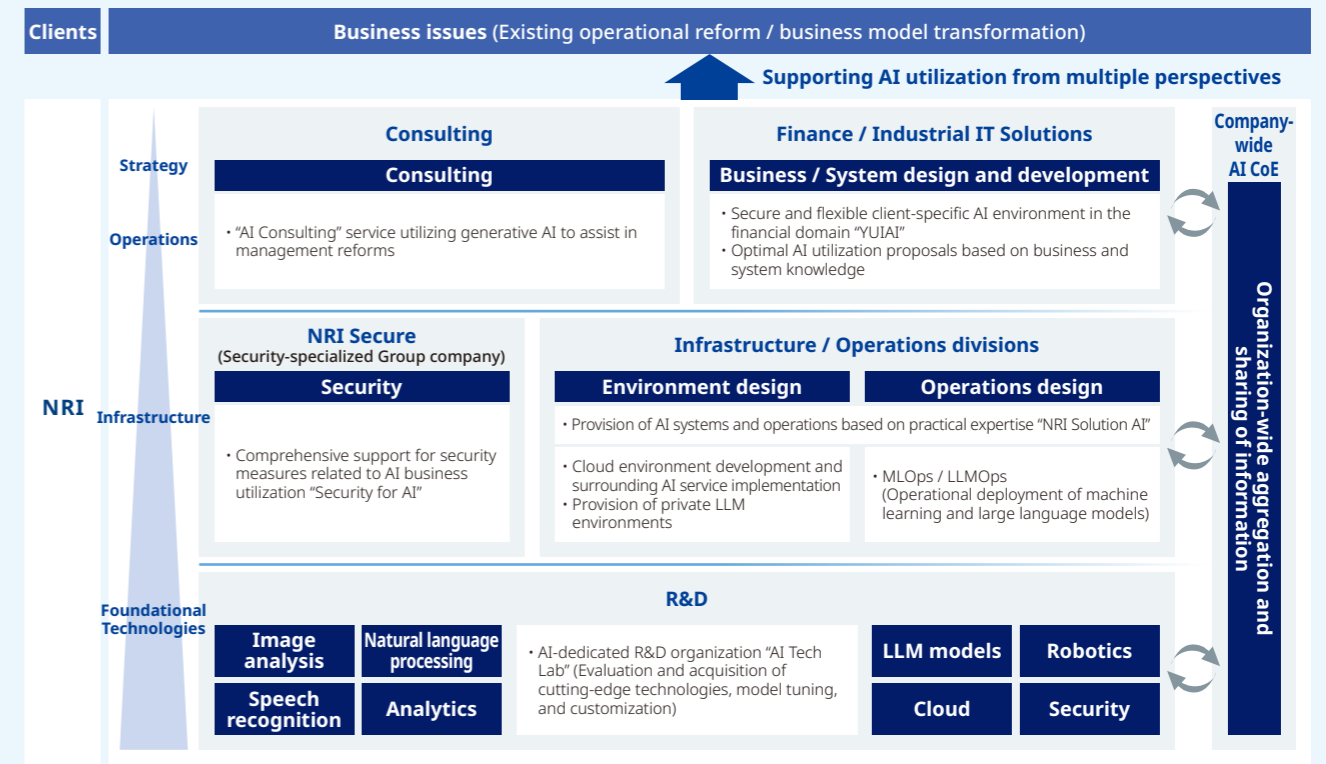 Clients
Business issues (Existing operational reform / business model transformation)
Supporting AI utilization from multiple perspectives
NRI
Strategy
Operations
Consulting
Consulting
・“AI Consulting” service utilizing generative AI to assist in
management reforms
Finance / Industrial IT Solutions
Business / System design and development
・Secure and flexible client-specific AI environment in the
financial domain “YUIAI”
・Optimal AI utilization proposals based on business and
system knowledge
Company-
wide
AI CoE
Organization-wide aggregation and
sharing of information
Infrastructure
NRI Secure
(Security-specialized Group company)
Security
・Comprehensive support for security
measures related to AI business
utilization “Security for AI”
Infrastructure / Operations divisions
Environment design
Operations design
・Provision of AI systems and operations based on practical expertise “NRI Solution AI”
・Cloud environment development and
surrounding AI service implementation
・Provision of private LLM
environments
・MLOps / LLMOps
(Operational deployment of machine
learning and large language models)
Foundational
Technologies
R&D
Image
analysis
Natural language
processing
Speech
recognition
Analytics
・AI-dedicated R&D organization “AI Tech
Lab” (Evaluation and acquisition of
cutting-edge technologies, model tuning,
and customization)
LLM models
Robotics
Cloud
Security